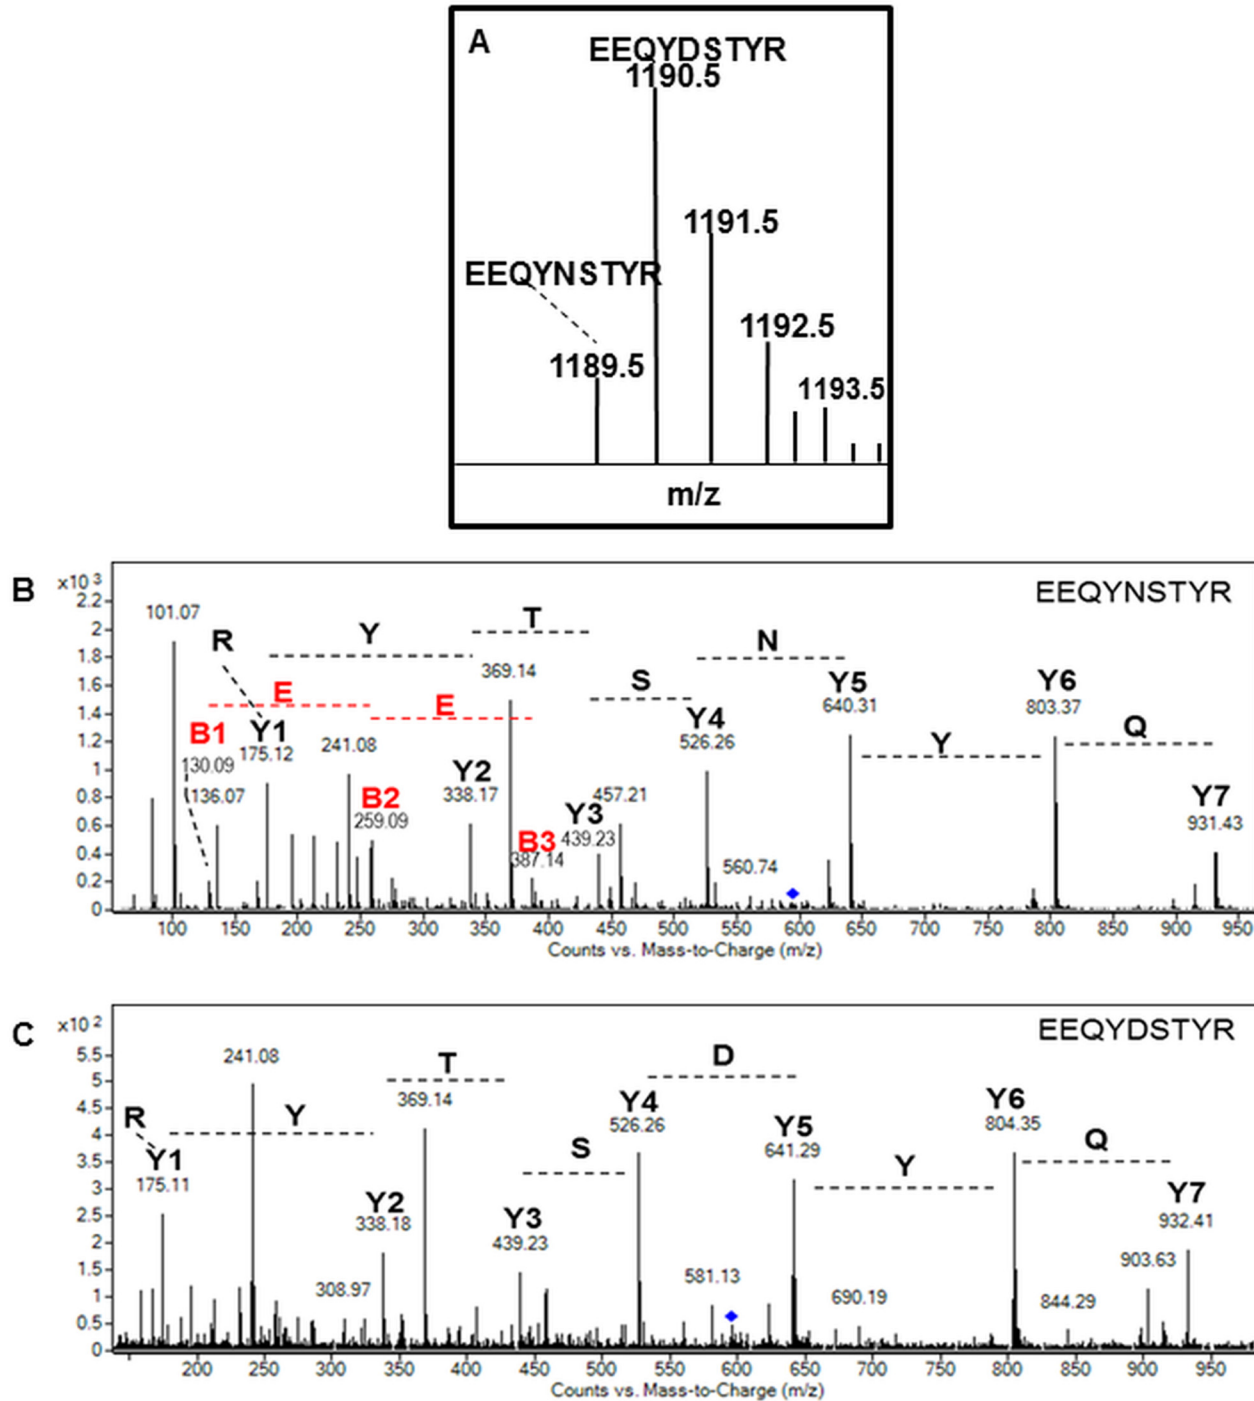 A
EEQYDSTYR
1190.5
1191.5
EEQYNSTYR
1192.5
1189.5
1193.5
m/z
B
x10 3
EEQYNSTYR
2.2
2
1.8
1.6
1.4
1.2
1
0.8
0.6
0.4
0.2
0
101.07
R
Y
T
N
E
E
S
369.14
B1
130.09
136.07
Y1
175.12
241.08
B2
259.09
Y2
338.17
B3
387.14
Y3
439.23
457.21
Y4
526.26
560.74
Y5
640.31
Y
Y6
803.37
Q
Y7
931.43
100 150 200 250 300 350 400 450 500 550 600 650 700 750 800 850 900 950
Counts vs. Mass-to-Charge (m/z)
C
x10 2
EEQYDSTYR
5.5
5
4.5
4
3.5
3
2.5
2
1.5
1
0.5
0
241.08
T
D
369.14
R
Y
Y1
175.11
S
Y4
526.26
Y5
641.29
Y
Y6
804.35
Q
Y2
338.18
Y3
439.23
Y7
932.41
308.97
581.13
690.19
844.29
903.63
200 250 300 350 400 450 500 550 600 650 700 750 800 850 900 950
Counts vs. Mass-to-Charge (m/z)